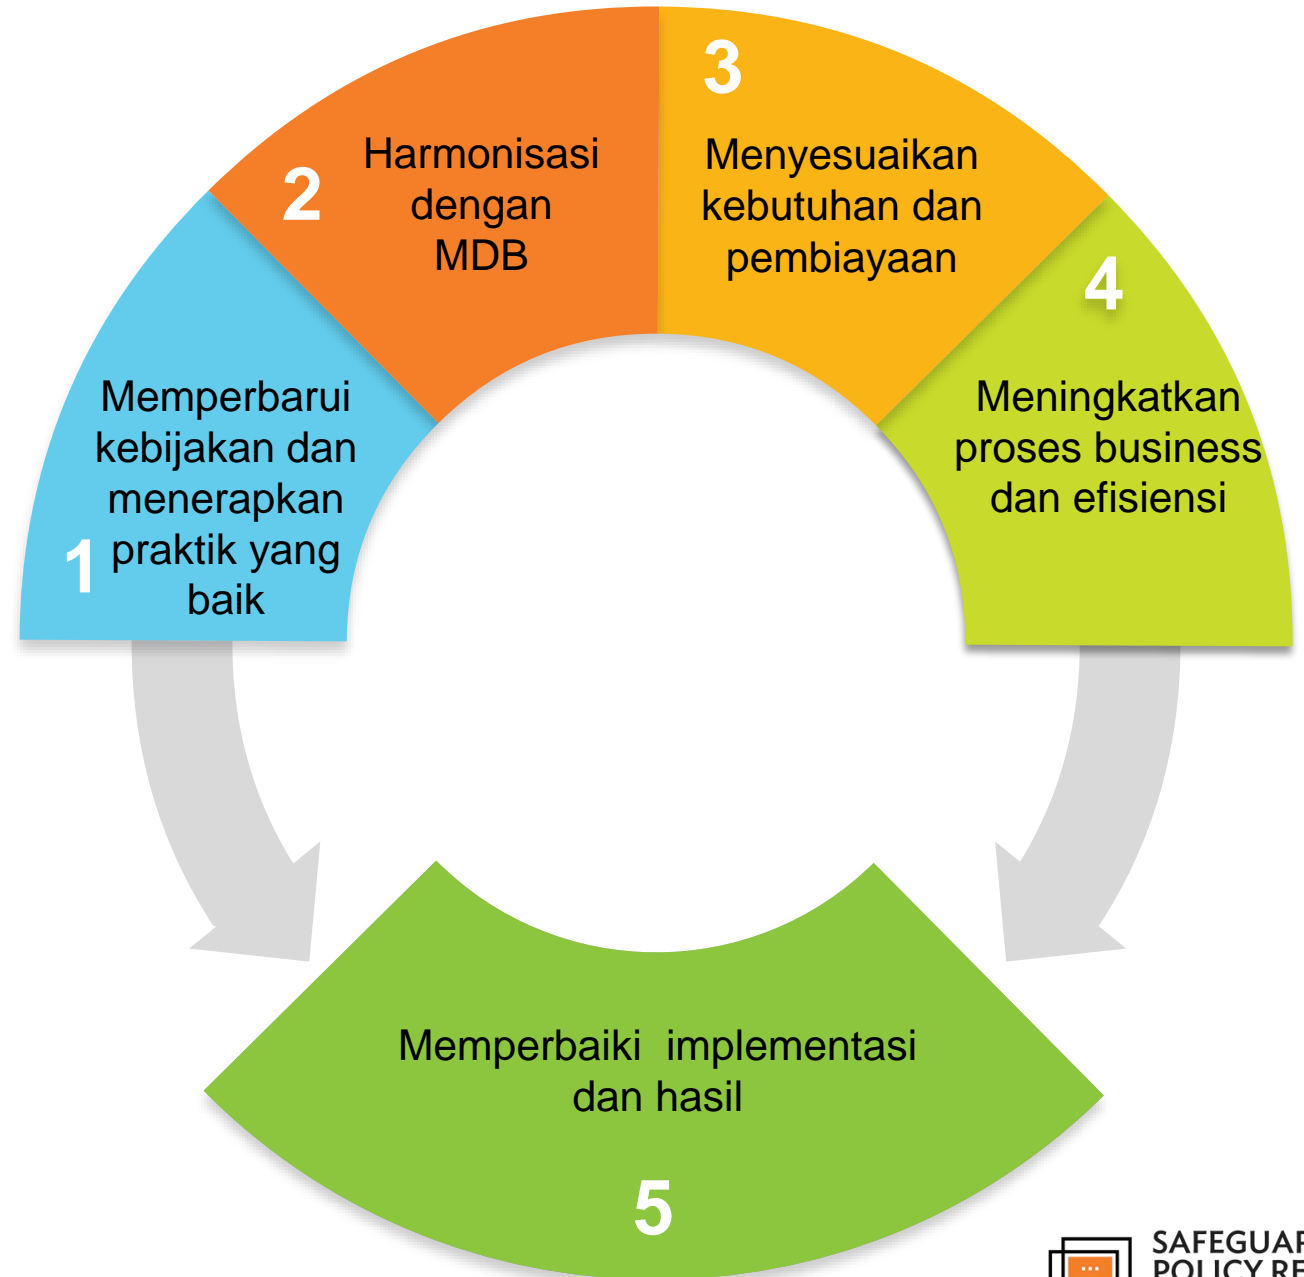 1
Memperbarui
kebijakan dan
menerapkan
praktik yang
baik
2
Harmonisasi
dengan
MDB
3
Menyesuaikan
kebutuhan dan
pembiayaan
4
Meningkatkan
proses business
dan efisiensi
Memperbaiki implementasi
dan hasil
5
POLICY